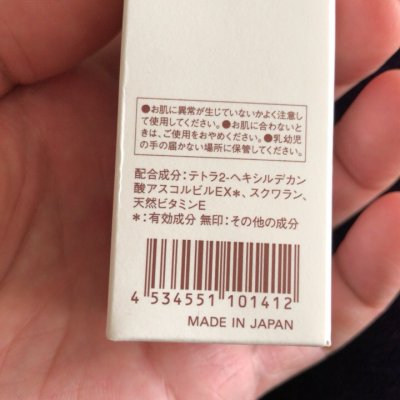 ●お肌に異常が生じていないかよく注意し
て使用してください。●お肌に合わないと
きは、ご使用をおやめください。●乳幼児
の手の届かない場所に保管してください。
配合成分：テトラ2-ヘキシルデカン
酸アスコルビルEX＊、スクワラン、
天然ビタミンE
＊：有効成分 無印：その他の成分
4 534551 101412
MADE IN JAPAN